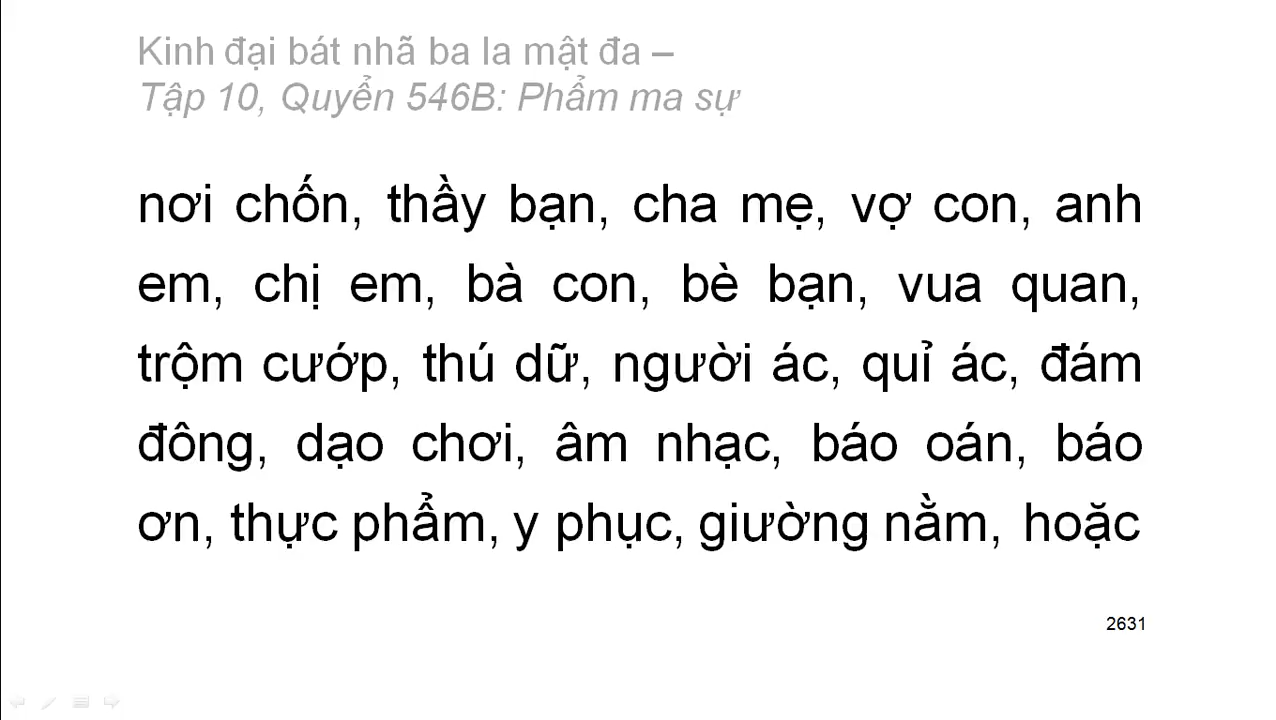 Kinh đại bát nhã ba la mật đa –
Tập 10, Quyển 546B: Phẩm ma sự
nơi chốn, thầy bạn, cha mẹ, vợ con, anh
em, chị em, bà con, bè bạn, vua quan,
trộm cướp, thú dữ, người ác, quỉ ác, đám
đông, dạo chơi, âm nhạc, báo oán, báo
ơn, thực phẩm, y phục, giường nằm, hoặc
2631